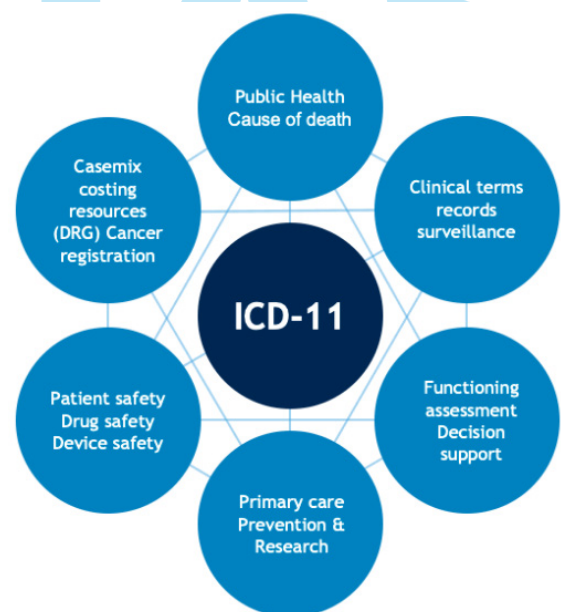 Public Health
Cause of death
Casemix
costing
resources
(DRG) Cancer
registration
Clinical terms
records
surveillance
ICD-11
Patient safety
Drug safety
Device safety
Functioning
assessment
Decision
support
Primary care
Prevention &
Research